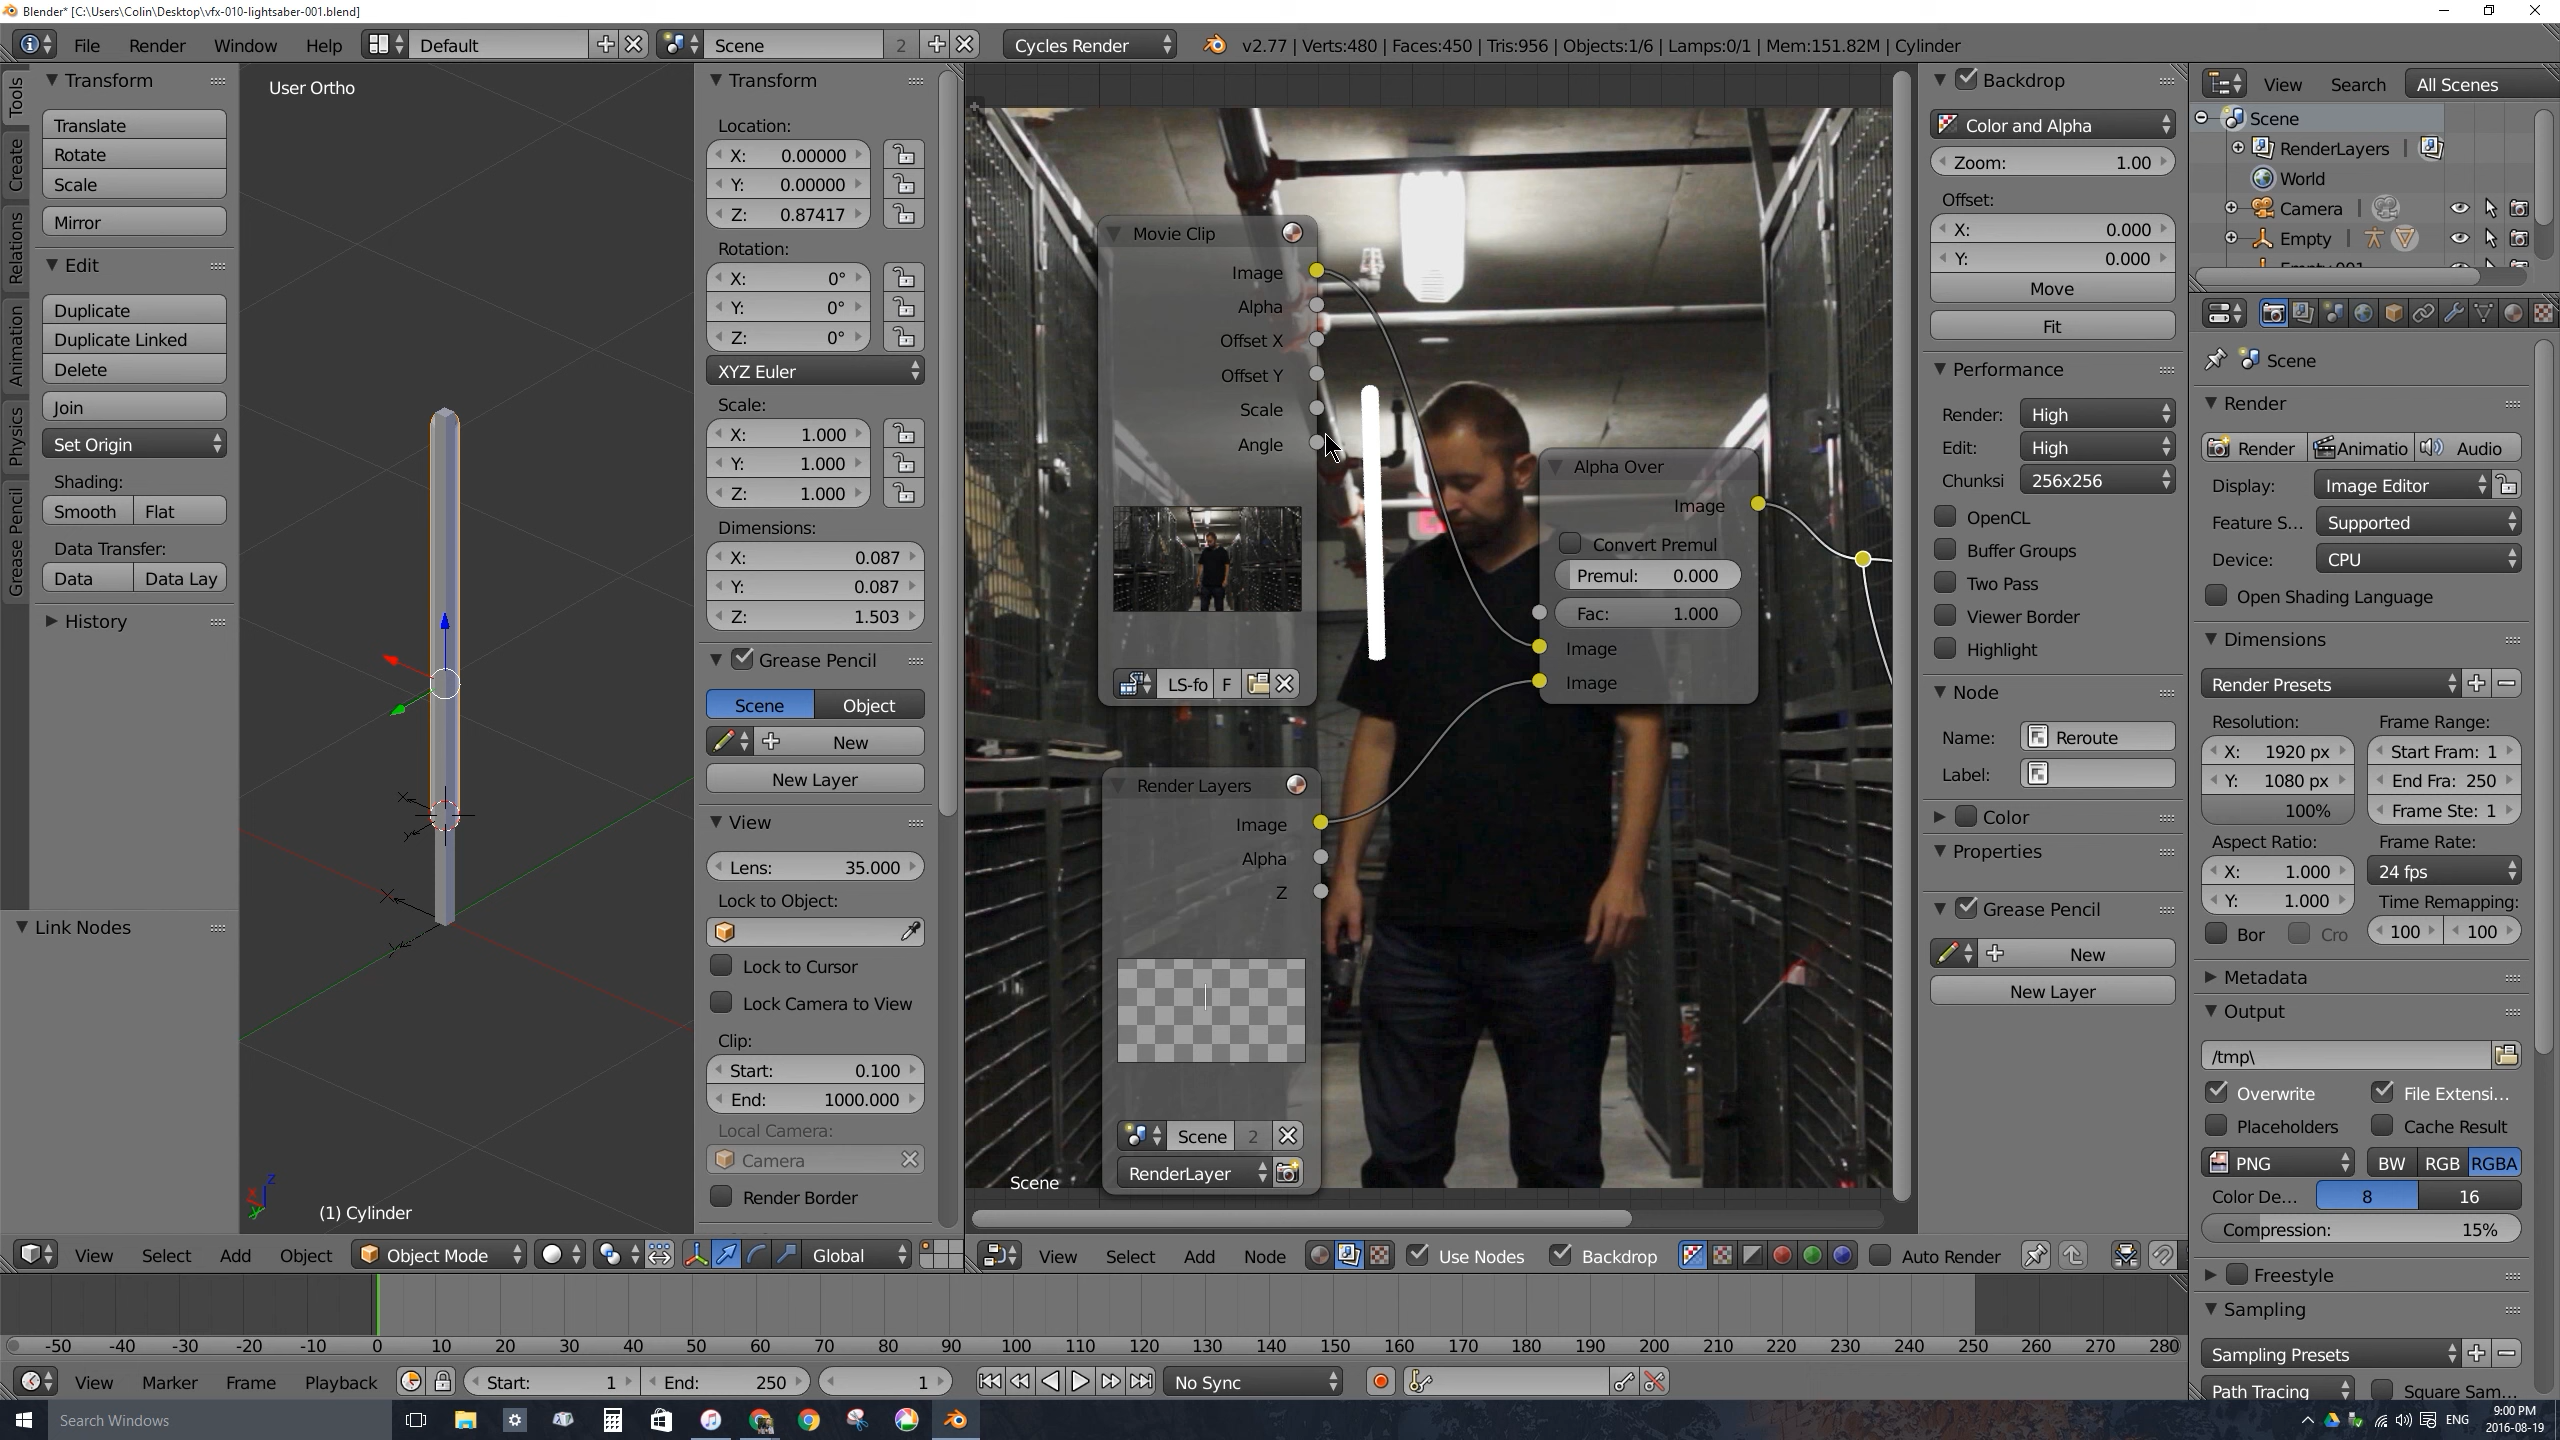 Blender* [C:\Users\Colin\Desktop\vfx-010-lightsaber-001.blend]
File Render Window Help Default Scene 2 Cycles Render v2.77 | Verts:480 | Faces:450 | Tris:956 | Objects:1/6 | Lamps:0/1 | Mem:151.82M | Cylinder
Tools
Create
Relations
Animation
Physics
Grease Pencil
Transform
Translate
Rotate
Scale
Mirror
Edit
Duplicate
Duplicate Linked
Delete
Join
Set Origin
Shading:
Smooth Flat
Data Transfer:
Data Data Lay
History
Link Nodes
User Ortho
(1) Cylinder
Transform
Location:
X: 0.00000
Y: 0.00000
Z: 0.87417
Rotation:
X: 0°
Y: 0°
Z: 0°
XYZ Euler
Scale:
X: 1.000
Y: 1.000
Z: 1.000
Dimensions:
X: 0.087
Y: 0.087
Z: 1.503
Grease Pencil
Scene Object
New
New Layer
View
Lens: 35.000
Lock to Object:
Lock to Cursor
Lock Camera to View
Clip:
Start: 0.100
End: 1000.000
Local Camera:
Camera
Render Border
Movie Clip
Image
Alpha
Offset X
Offset Y
Scale
Angle
LS-fo F
Render Layers
Image
Alpha
Z
Scene 2
RenderLayer
Scene
Alpha Over
Image
Convert Premul
Premul: 0.000
Fac: 1.000
Image
Image
Backdrop
Color and Alpha
Zoom: 1.00
Offset:
X: 0.000
Y: 0.000
Move
Fit
Performance
Render: High
Edit: High
Chunksi 256x256
OpenCL
Buffer Groups
Two Pass
Viewer Border
Highlight
Node
Name: Reroute
Label:
Color
Properties
Grease Pencil
New
New Layer
View Search All Scenes
Scene
RenderLayers |
World
Camera |
Empty |
Scene
Render
Render Animatio Audio
Display: Image Editor
Feature S... Supported
Device: CPU
Open Shading Language
Dimensions
Render Presets
Resolution: Frame Range:
X: 1920 px Start Fram: 1
Y: 1080 px End Fra: 250
100% Frame Ste: 1
Aspect Ratio: Frame Rate:
X: 1.000 24 fps
Y: 1.000 Time Remapping:
Bor Cro 100 100
Metadata
Output
/tmp\
Overwrite File Extensi...
Placeholders Cache Result
PNG BW RGB RGBA
Color De... 8 16
Compression: 15%
Freestyle
Sampling
Sampling Presets
Path Tracing Square Sam...
View Select Add Object Object Mode Global
View Select Add Node Use Nodes Backdrop Auto Render
-50 -40 -30 -20 -10 0 10 20 30 40 50 60 70 80 90 100 110 120 130 140 150 160 170 180 190 200 210 220 230 240 250 260 270 280
View Marker Frame Playback Start: 1 End: 250 1 No Sync
Search Windows
ENG
9:00 PM
2016-08-19